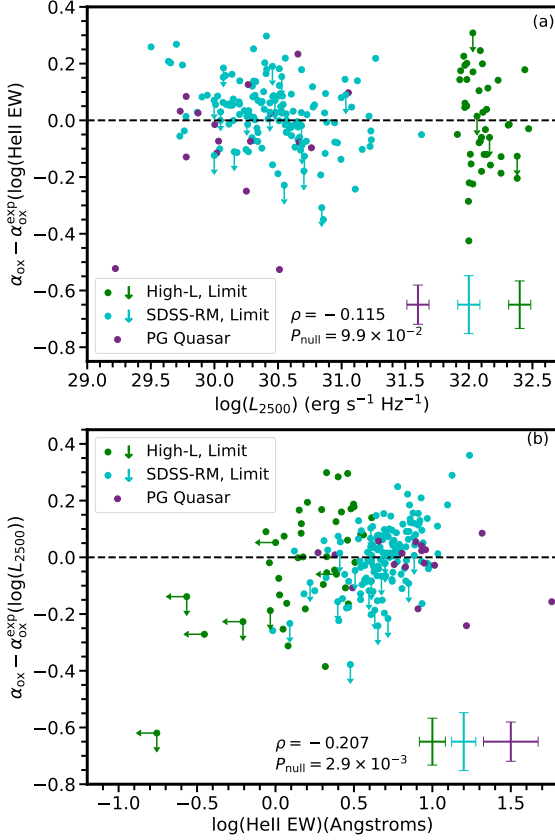 (a)
0.4
0.2
0.0
−0.2
−0.4
−0.6
−0.8
α_ox − α_ox^exp(log(HeII EW)
High-L, Limit
SDSS-RM, Limit
PG Quasar
ρ = −0.115
P_null = 9.9 × 10^−2
29.0 29.5 30.0 30.5 31.0 31.5 32.0 32.5
log(L_2500) (erg s^−1 Hz^−1)
(b)
0.4
0.2
0.0
−0.2
−0.4
−0.6
−0.8
α_ox − α_ox^exp(log(L_2500))
High-L, Limit
SDSS-RM, Limit
PG Quasar
ρ = −0.207
P_null = 2.9 × 10^−3
−1.0 −0.5 0.0 0.5 1.0 1.5
log(HeII EW)(Angstroms)